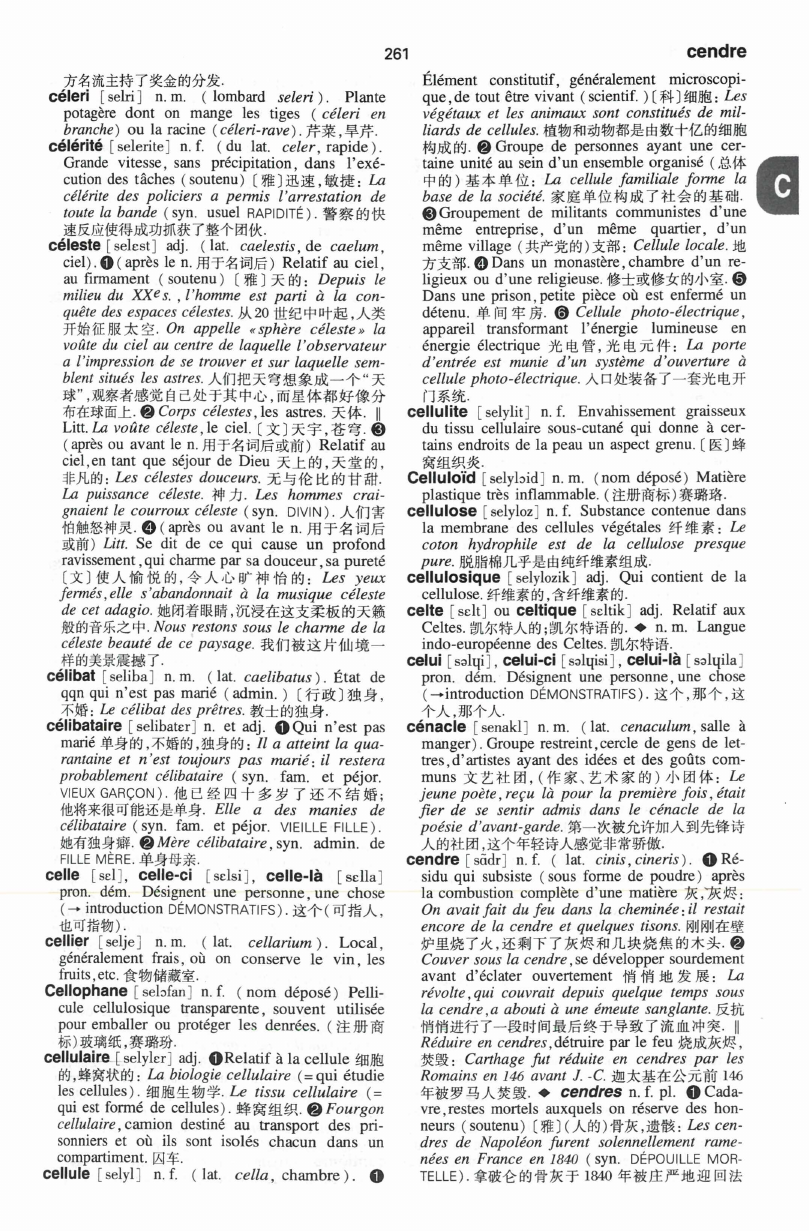 261
cendre
方名流主持了奖金的分发.
céleri [selri] n. m. ( lombard seleri ). Plante
potagère dont on mange les tiges ( céleri en
branche) ou la racine (céleri-rave). 芹菜,旱芹.
célérité [selerite] n. f. ( du lat. celer, rapide ).
Grande vitesse, sans précipitation, dans l'exé-
cution des tâches (soutenu)〔雅〕迅速,敏捷: La
célérité des policiers a permis l'arrestation de
toute la bande (syn. usuel RAPIDITÉ). 警察的快
速反应使得成功抓获了整个团伙.
céleste [selɛst] adj. ( lat. caelestis, de caelum,
ciel). ❶(après le n. 用于名词后) Relatif au ciel,
au firmament ( soutenu )〔雅〕天的: Depuis le
milieu du XXe s. , l'homme est parti à la con-
quête des espaces célestes. 从 20 世纪中叶起,人类
开始征服太空. On appelle «sphère céleste» la
voûte du ciel au centre de laquelle l'observateur
a l'impression de se trouver et sur laquelle sem-
blent situés les astres. 人们把天穹想象成一个“天
球”,观察者感觉自己处于其中心,而星体都好像分
布在球面上. ❷ Corps célestes, les astres. 天体. ‖
Litt. La voûte céleste, le ciel.〔文〕天宇,苍穹. ❸
(après ou avant le n. 用于名词后或前) Relatif au
ciel, en tant que séjour de Dieu 天上的,天堂的,
非凡的: Les célestes douceurs. 无与伦比的甘甜.
La puissance céleste. 神力. Les hommes crai-
gnaient le courroux céleste (syn. DIVIN). 人们害
怕触怒神灵. ❹(après ou avant le n. 用于名词后
或前) Litt. Se dit de ce qui cause un profond
ravissement, qui charme par sa douceur, sa pureté
〔文〕使人愉悦的,令人心旷神怡的: Les yeux
fermés, elle s'abandonnait à la musique céleste
de cet adagio. 她闭着眼睛,沉浸在这支柔板的天籁
般的音乐之中. Nous restons sous le charme de la
céleste beauté de ce paysage. 我们被这片仙境一
样的美景震撼了.
célibat [seliba] n. m. ( lat. caelibatus). État de
qqn qui n'est pas marié (admin. )〔行政〕独身,
不婚: Le célibat des prêtres. 教士的独身.
célibataire [selibatɛr] n. et adj. ❶Qui n'est pas
marié 单身的,不婚的,独身的: Il a atteint la qua-
rantaine et n'est toujours pas marié: il restera
probablement célibataire ( syn. fam. et péjor.
VIEUX GARÇON ). 他已经四十多岁了还不结婚;
他将来很可能还是单身. Elle a des manies de
célibataire (syn. fam. et péjor. VIEILLE FILLE).
她有独身癖. ❷Mère célibataire, syn. admin. de
FILLE MÈRE. 单身母亲.
celle [sɛl], celle-ci [sɛlsi], celle-là [sɛlla]
pron. dém. Désignent une personne, une chose
(→ introduction DÉMONSTRATIFS). 这个(可指人,
也可指物).
cellier [selje] n. m. ( lat. cellarium ). Local,
généralement frais, où on conserve le vin, les
fruits, etc. 食物储藏室.
Cellophane [selɔfan] n. f. ( nom déposé) Pelli-
cule cellulosique transparente, souvent utilisée
pour emballer ou protéger les denrées. (注册商
标)玻璃纸,赛璐玢.
cellulaire [selylɛr] adj. ❶Relatif à la cellule 细胞
的,蜂窝状的: La biologie cellulaire (= qui étudie
les cellules). 细胞生物学. Le tissu cellulaire (=
qui est formé de cellules). 蜂窝组织. ❷ Fourgon
cellulaire, camion destiné au transport des pri-
sonniers et où ils sont isolés chacun dans un
compartiment. 囚车.
cellule [selyl] n. f. ( lat. cella, chambre ). ❶
Élément constitutif, généralement microscopi-
que, de tout être vivant (scientif. )〔科〕细胞: Les
végétaux et les animaux sont constitués de mil-
liards de cellules. 植物和动物都是由数十亿的细胞
构成的. ❷ Groupe de personnes ayant une cer-
taine unité au sein d'un ensemble organisé (总体
中的)基本单位: La cellule familiale forme la
base de la société. 家庭单位构成了社会的基础.
❸Groupement de militants communistes d'une
même entreprise, d'un même quartier, d'un
même village (共产党的)支部: Cellule locale. 地
方支部. ❹Dans un monastère, chambre d'un re-
ligieux ou d'une religieuse. 修士或修女的小室. ❺
Dans une prison, petite pièce où est enfermé un
détenu. 单间牢房. ❻ Cellule photo-électrique,
appareil transformant l'énergie lumineuse en
énergie électrique 光电管,光电元件: La porte
d'entrée est munie d'un système d'ouverture à
cellule photo-électrique. 入口处装备了一套光电开
门系统.
cellulite [selylit] n. f. Envahissement graisseux
du tissu cellulaire sous-cutané qui donne à cer-
tains endroits de la peau un aspect grenu.〔医〕蜂
窝组织炎.
Celluloïd [selylɔid] n. m. (nom déposé) Matière
plastique très inflammable. (注册商标)赛璐珞.
cellulose [selyloz] n. f. Substance contenue dans
la membrane des cellules végétales 纤维素: Le
coton hydrophile est de la cellulose presque
pure. 脱脂棉几乎是由纯纤维素组成.
cellulosique [selylozik] adj. Qui contient de la
cellulose. 纤维素的,含纤维素的.
celte [sɛlt] ou celtique [sɛltik] adj. Relatif aux
Celtes. 凯尔特人的;凯尔特语的. ◆ n. m. Langue
indo-européenne des Celtes. 凯尔特语.
celui [səlɥi], celui-ci [səlɥisi], celui-là [səlɥila]
pron. dém. Désignent une personne, une chose
(→introduction DÉMONSTRATIFS). 这个,那个,这
个人,那个人.
cénacle [senakl] n. m. ( lat. cenaculum, salle à
manger). Groupe restreint, cercle de gens de let-
tres, d'artistes ayant des idées et des goûts com-
muns 文艺社团,(作家、艺术家的)小团体: Le
jeune poète, reçu là pour la première fois, était
fier de se sentir admis dans le cénacle de la
poésie d'avant-garde. 第一次被允许加入到先锋诗
人的社团,这个年轻诗人感觉非常骄傲.
cendre [sɑ̃dr] n. f. ( lat. cinis, cineris ). ❶Ré-
sidu qui subsiste (sous forme de poudre) après
la combustion complète d'une matière 灰,灰烬:
On avait fait du feu dans la cheminée: il restait
encore de la cendre et quelques tisons. 刚刚在壁
炉里烧了火,还剩下了灰烬和几块烧焦的木头. ❷
Couver sous la cendre, se développer sourdement
avant d'éclater ouvertement 悄悄地发展: La
révolte, qui couvrait depuis quelque temps sous
la cendre, a abouti à une émeute sanglante. 反抗
悄悄进行了一段时间最后终于导致了流血冲突. ‖
Réduire en cendres, détruire par le feu 烧成灰烬,
焚毁: Carthage fut réduite en cendres par les
Romains en 146 avant J. -C. 迦太基在公元前 146
年被罗马人焚毁. ◆ cendres n. f. pl. ❶ Cada-
vre, restes mortels auxquels on réserve des hon-
neurs (soutenu)〔雅〕(人的)骨灰,遗骸: Les cen-
dres de Napoléon furent solennellement rame-
nées en France en 1840 ( syn. DÉPOUILLE MOR-
TELLE). 拿破仑的骨灰于 1840 年被庄严地迎回法
C